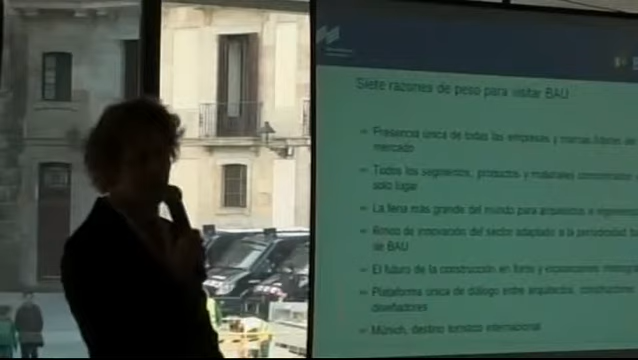 Siete razones de peso para visitar BAU
Presencia única de todas las empresas y marcas líderes del
mercado
Todos los segmentos, productos y materiales concentrados
solo lugar
La feria más grande del mundo para arquitectos e
Ritmo de innovación del sector adaptado a la periodicidad
de BAU
El futuro de la construcción en foros y exposiciones
Plataforma única de diálogo entre arquitectos,
diseñadores
Múnich, destino turístico internacional